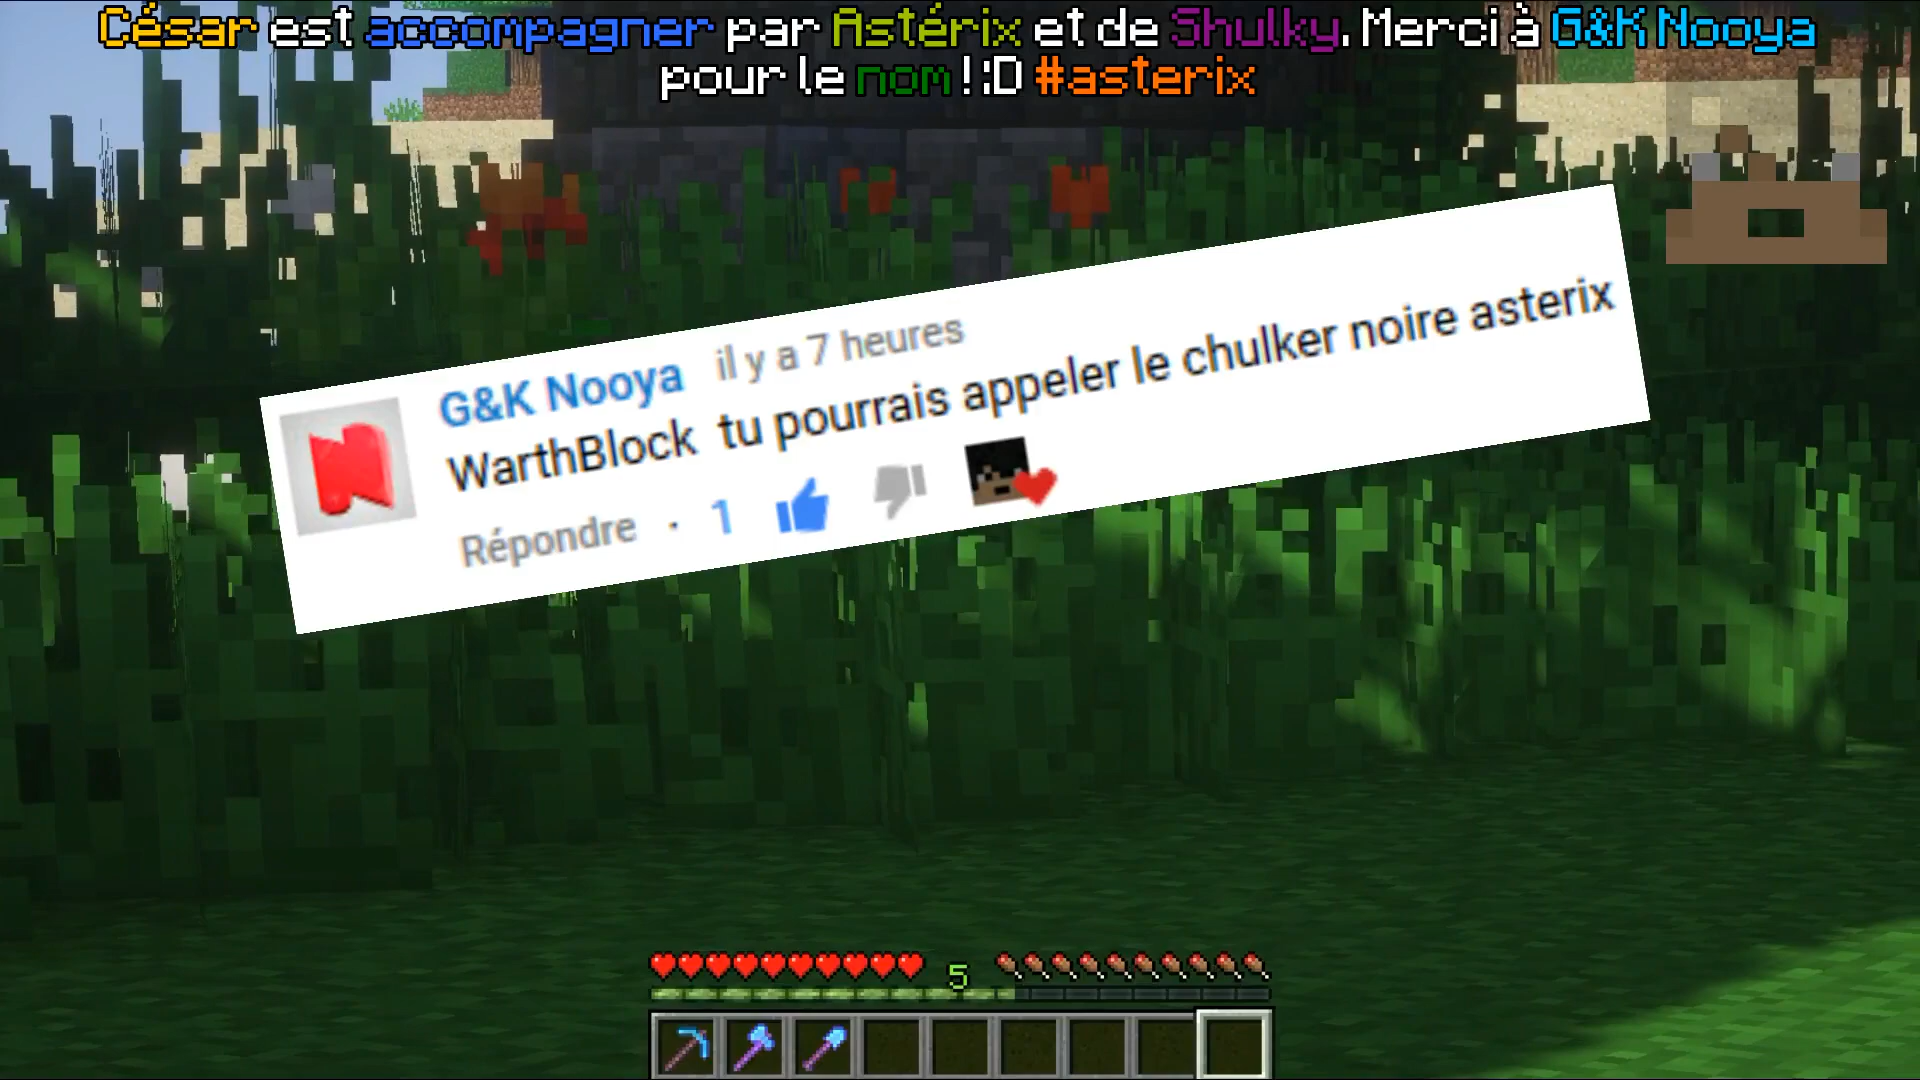 César est accompagner par Astérix et de Shulky. Merci à G&K Nooya
pour le nom ! :D #asterix
G&K Nooya il y a 7 heures
WarthBlock tu pourrais appeler le chulker noire asterix
Répondre · 1
5